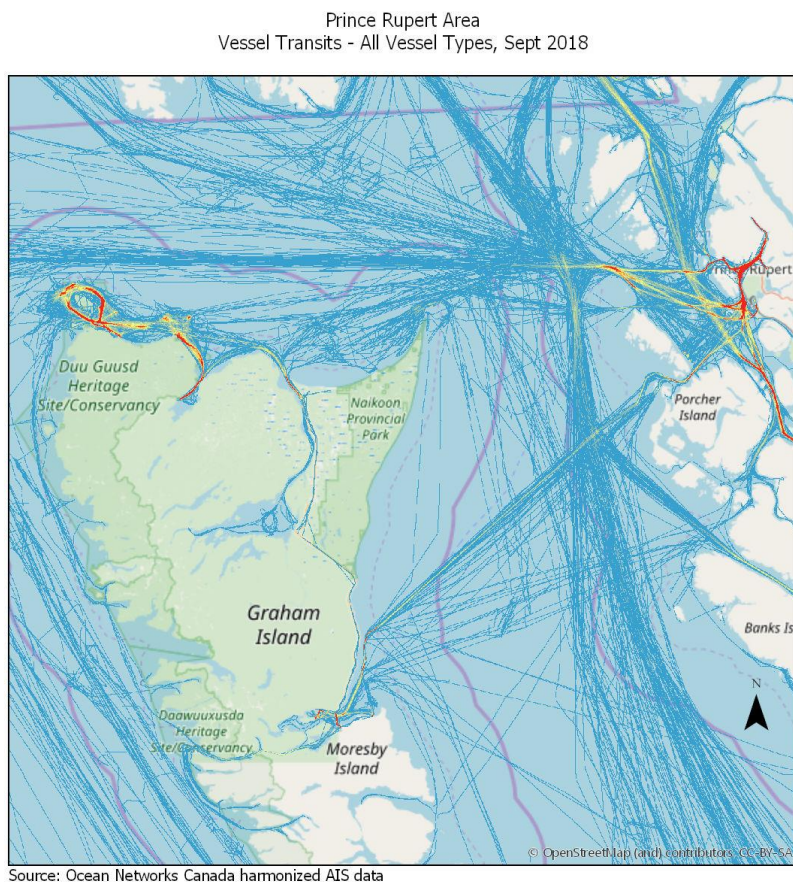 Prince Rupert Area
Vessel Transits - All Vessel Types, Sept 2018
Rupert
Duu Guusd
Heritage
Site/Conservancy
Naikoon
Provincial
Park
Porcher
Island
Graham
Island
Banks Is
N
Daawuuxusda
Heritage
Site/Conservancy
Moresby
Island
© OpenStreetMap (and) contributors, CC-BY-SA
Source: Ocean Networks Canada harmonized AIS data